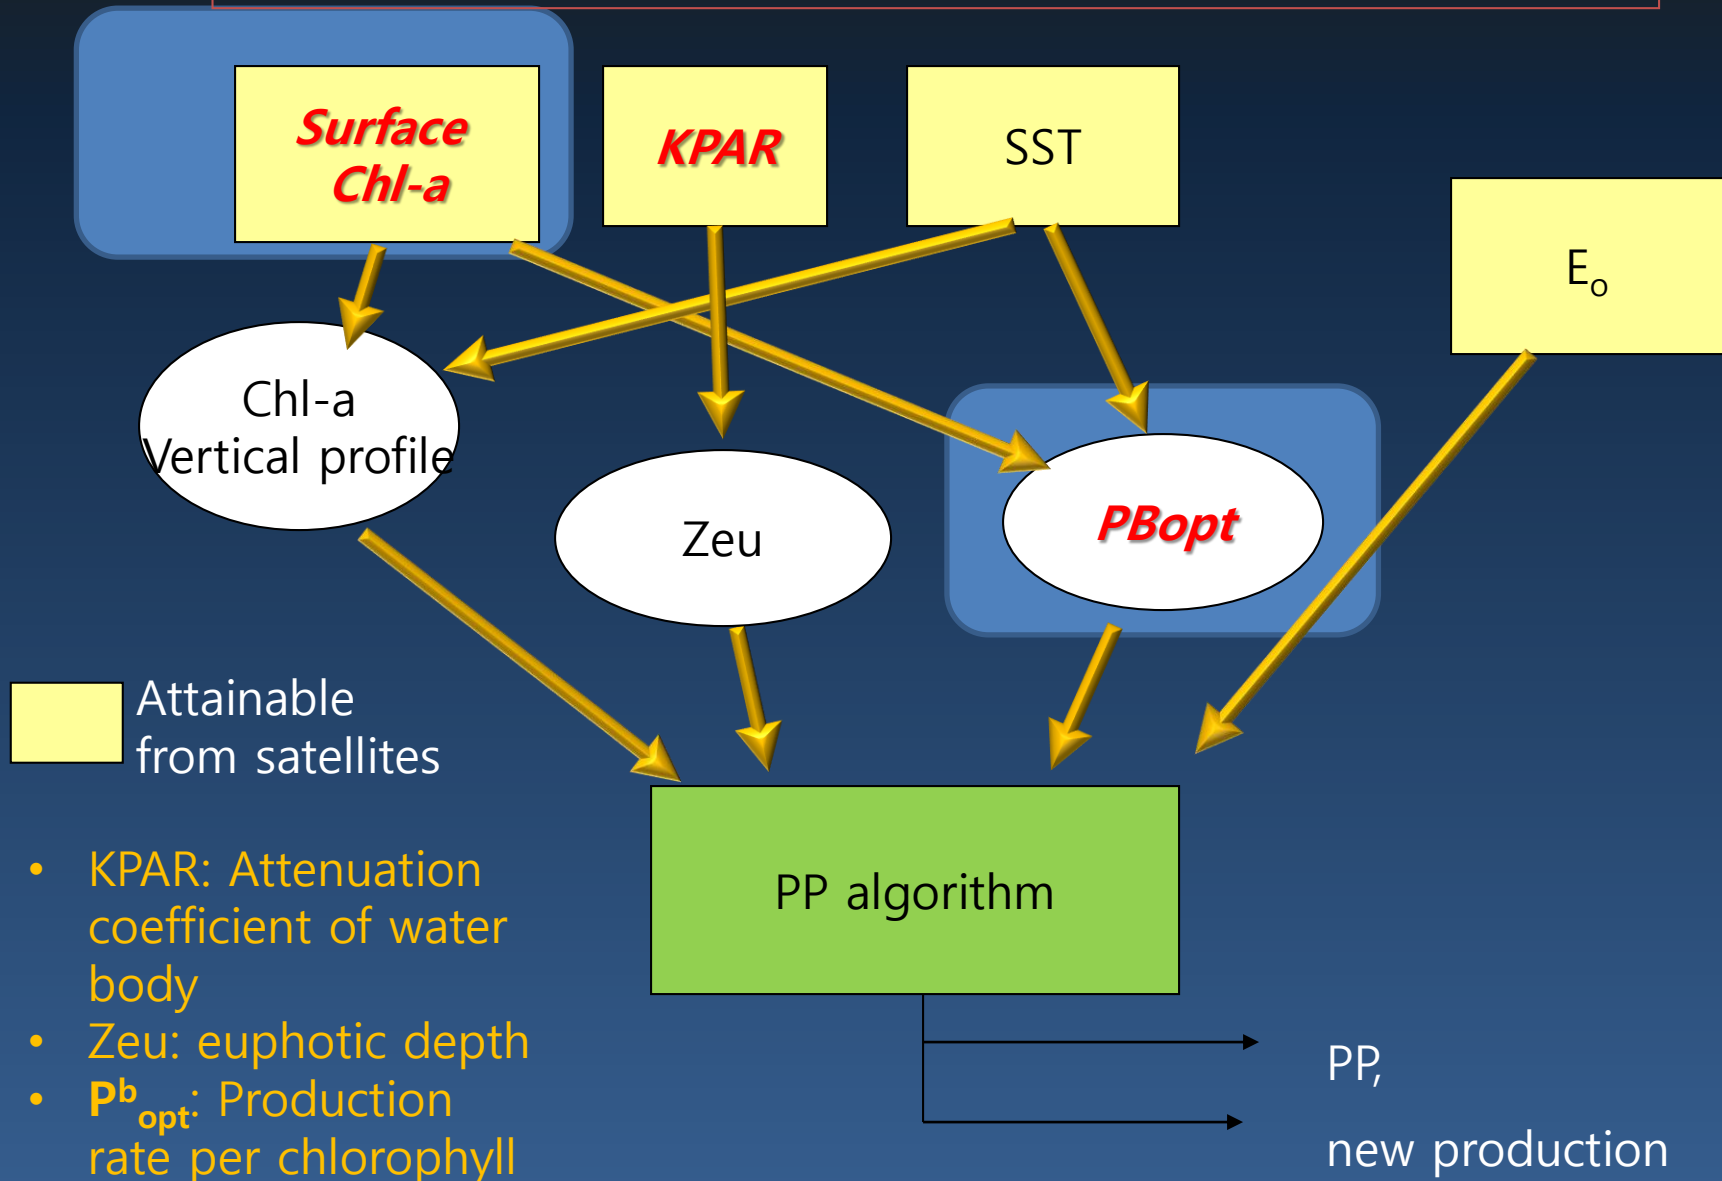 Surface
Chl-a
KPAR
SST
Eo
Chl-a
Vertical profile
Zeu
PBopt
Attainable
from satellites
PP algorithm
• KPAR: Attenuation
coefficient of water
body
• Zeu: euphotic depth
• Pbopt: Production
rate per chlorophyll
PP,
new production